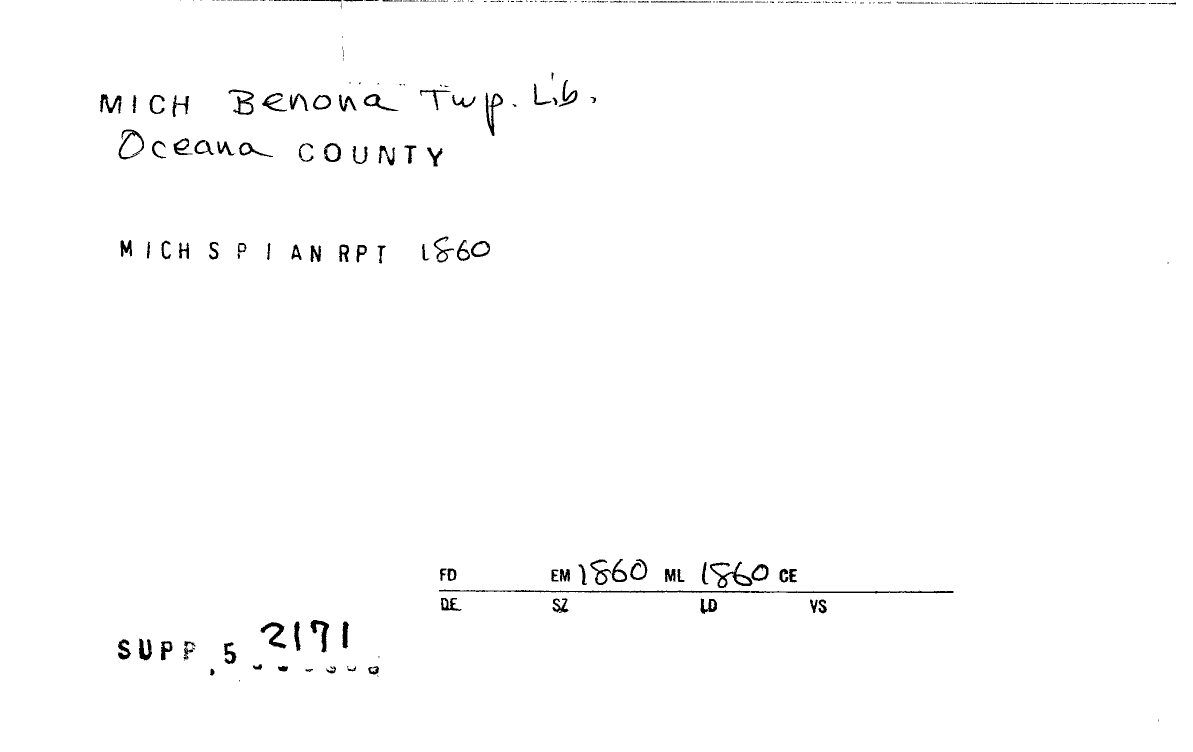 MICH Benona Twp. Lib.
Oceana COUNTY
MICH S P I AN RPT 1860
FD EM 1860 ML 1860 CE
DE SZ LD VS
SUPP.5 2171